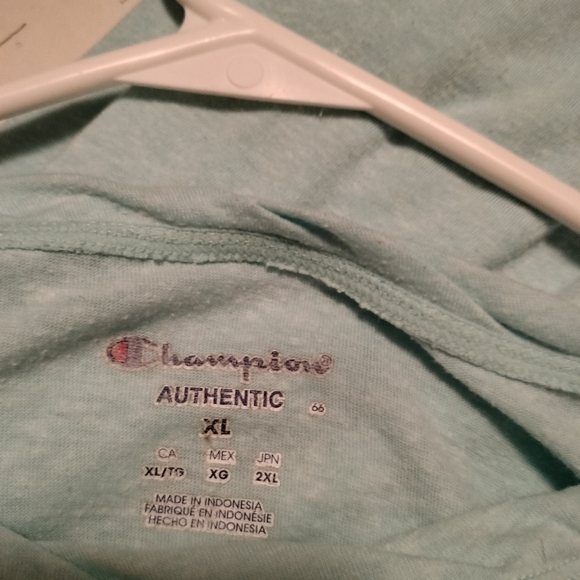 Champion
AUTHENTIC 66
XL
CA MEX JPN
XL/TG XG 2XL
MADE IN INDONESIA
FABRIQUÉ EN INDONÉSIE
HECHO EN INDONESIA